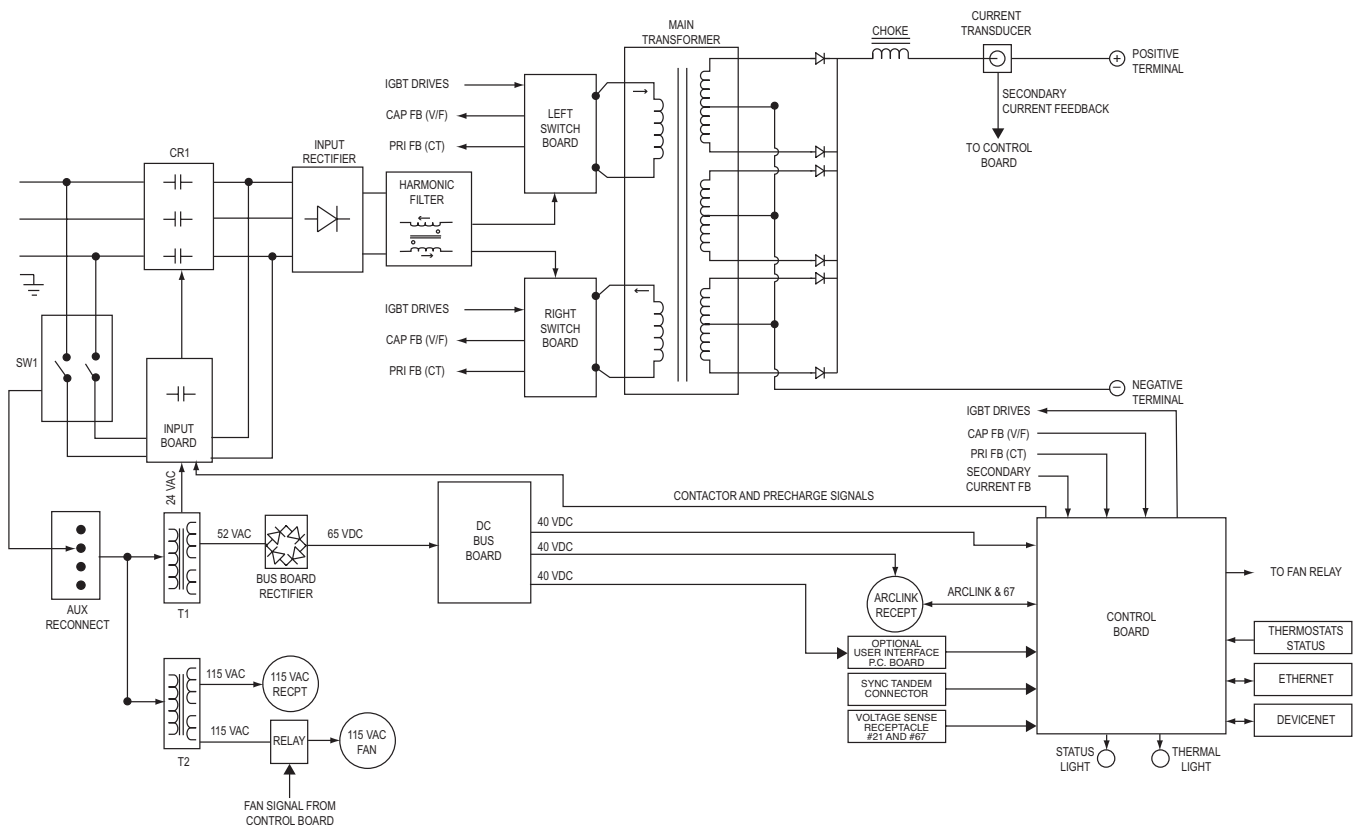 MAIN
TRANSFORMER
CHOKE
CURRENT
TRANSDUCER
+
POSITIVE
TERMINAL
SECONDARY
CURRENT FEEDBACK
TO CONTROL
BOARD
IGBT DRIVES
CAP FB (V/F)
PRI FB (CT)
LEFT
SWITCH
BOARD
CR1
INPUT
RECTIFIER
HARMONIC
FILTER
IGBT DRIVES
CAP FB (V/F)
PRI FB (CT)
RIGHT
SWITCH
BOARD
SW1
INPUT
BOARD
NEGATIVE
TERMINAL
IGBT DRIVES
CAP FB (V/F)
PRI FB (CT)
SECONDARY
CURRENT FB
24 VAC
CONTACTOR AND PRECHARGE SIGNALS
AUX
RECONNECT
T1
52 VAC
BUS BOARD
RECTIFIER
65 VDC
DC
BUS
BOARD
40 VDC
40 VDC
40 VDC
ARCLINK
RECEPT
ARCLINK & 67
CONTROL
BOARD
TO FAN RELAY
OPTIONAL
USER INTERFACE
P.C. BOARD
SYNC TANDEM
CONNECTOR
VOLTAGE SENSE
RECEPTACLE
#21 AND #67
THERMOSTATS
STATUS
ETHERNET
DEVICENET
STATUS
LIGHT
THERMAL
LIGHT
T2
115 VAC
115 VAC
RECPT
115 VAC
RELAY
115 VAC
FAN
FAN SIGNAL FROM
CONTROL BOARD